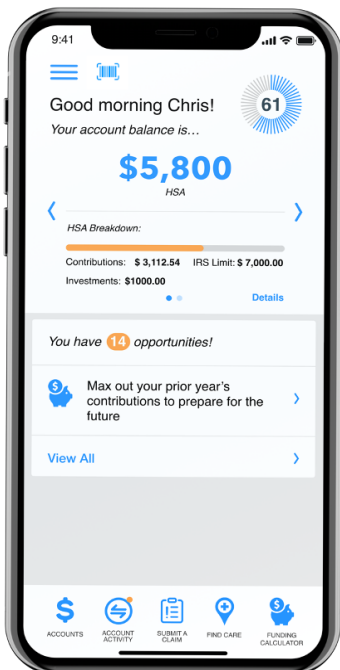 9:41
Good morning Chris!
61
Your account balance is...
$5,800
HSA
HSA Breakdown:
Contributions: $ 3,112.54 IRS Limit: $ 7,000.00
Investments: $1000.00
Details
You have 14 opportunities!
Max out your prior year's
contributions to prepare for the
future
View All
ACCOUNTS
ACCOUNT
ACTIVITY
SUBMIT A
CLAIM
FIND CARE
FUNDING
CALCULATOR